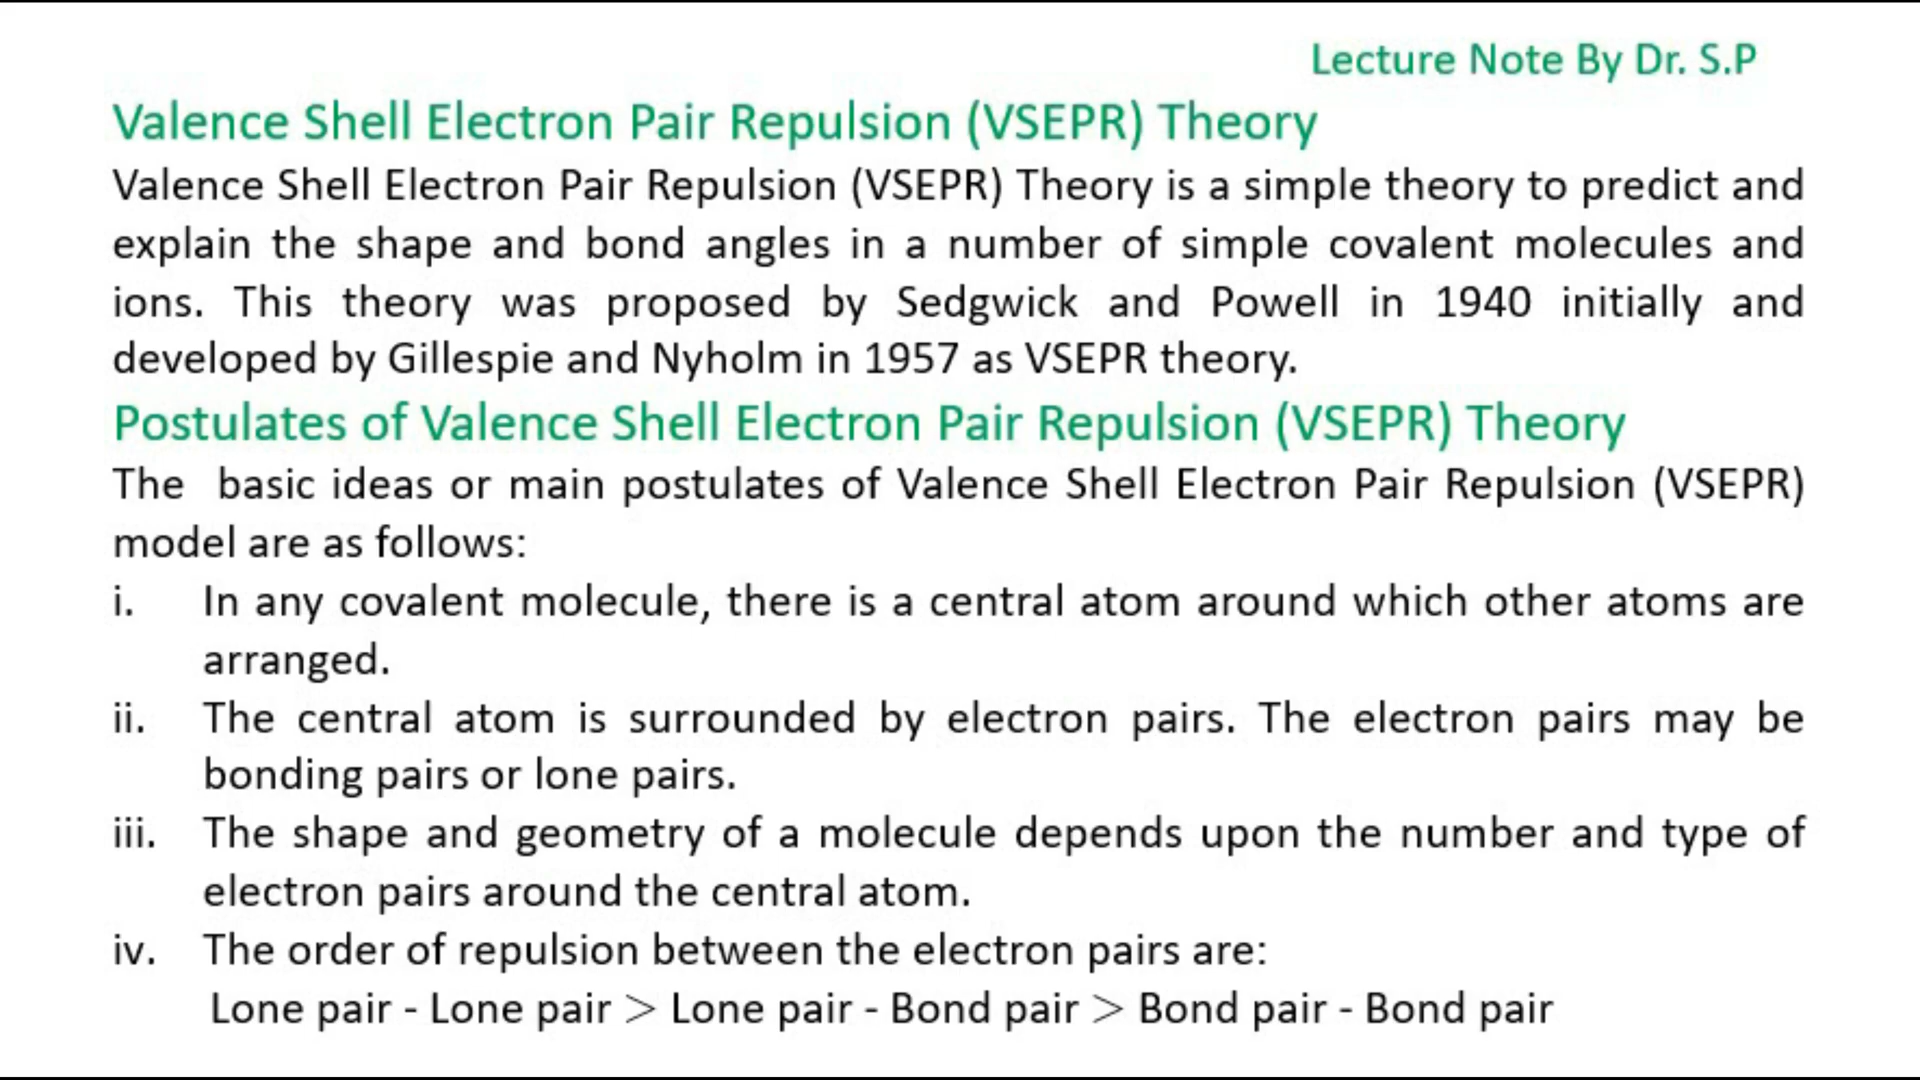 Lecture Note By Dr. S.P
Valence Shell Electron Pair Repulsion (VSEPR) Theory
Valence Shell Electron Pair Repulsion (VSEPR) Theory is a simple theory to predict and
explain the shape and bond angles in a number of simple covalent molecules and
ions. This theory was proposed by Sedgwick and Powell in 1940 initially and
developed by Gillespie and Nyholm in 1957 as VSEPR theory.
Postulates of Valence Shell Electron Pair Repulsion (VSEPR) Theory
The basic ideas or main postulates of Valence Shell Electron Pair Repulsion (VSEPR)
model are as follows:
i. In any covalent molecule, there is a central atom around which other atoms are
arranged.
ii. The central atom is surrounded by electron pairs. The electron pairs may be
bonding pairs or lone pairs.
iii. The shape and geometry of a molecule depends upon the number and type of
electron pairs around the central atom.
iv. The order of repulsion between the electron pairs are:
Lone pair - Lone pair > Lone pair - Bond pair > Bond pair - Bond pair